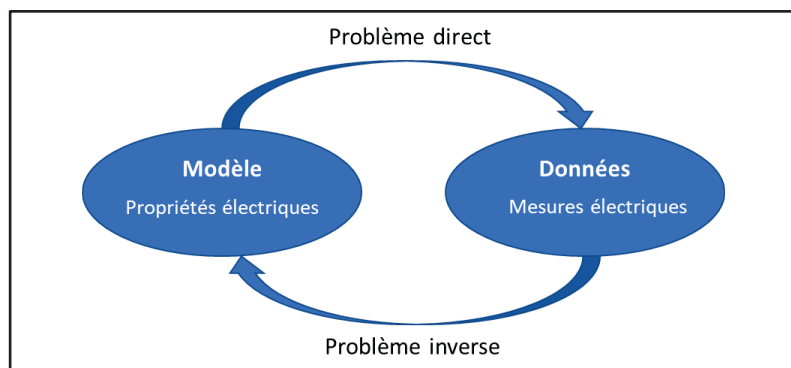 Problème direct
Modèle
Propriétés électriques
Données
Mesures électriques
Problème inverse